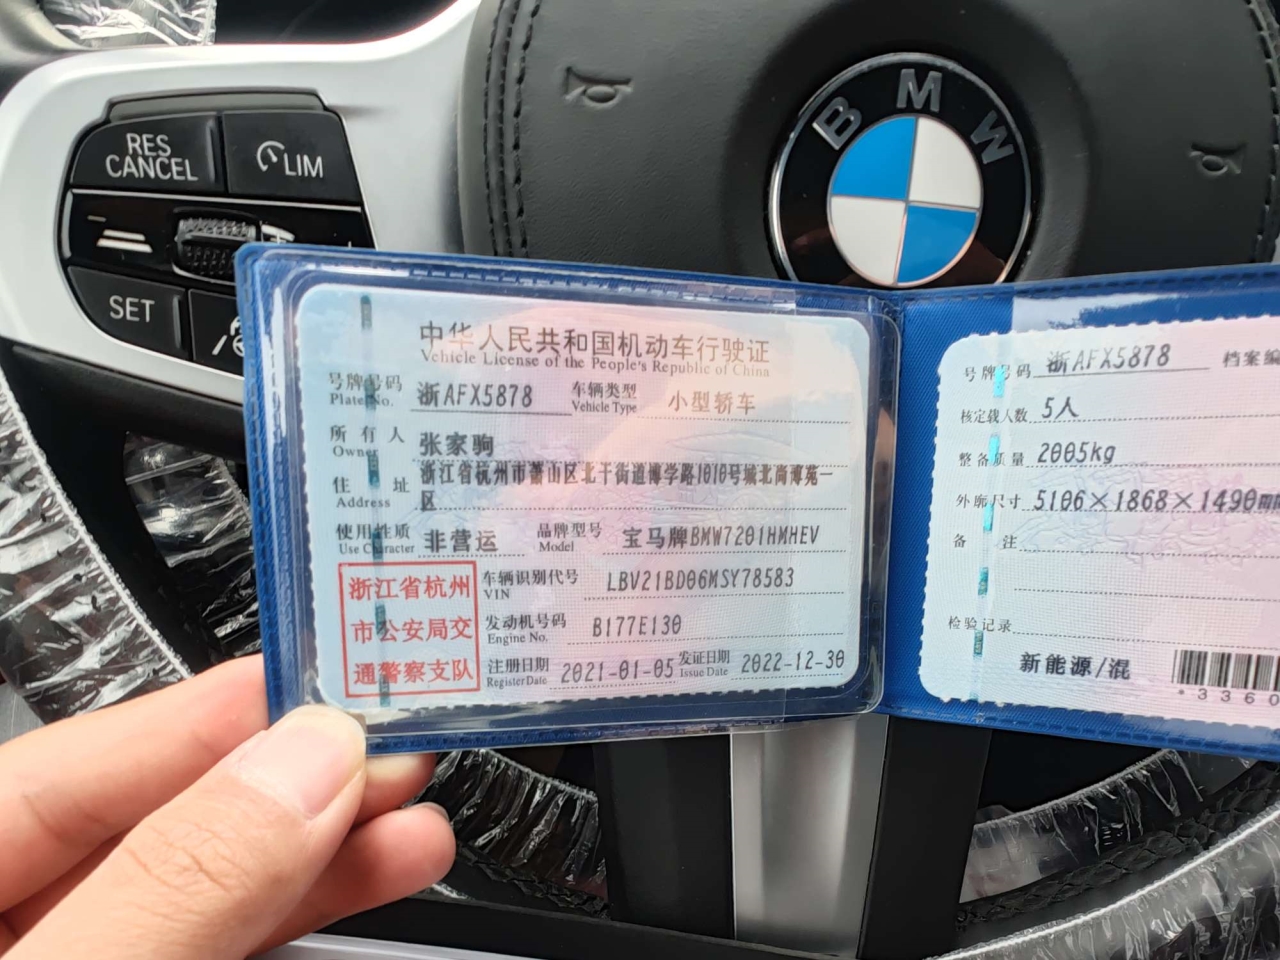 BMW
RES
CANCEL
LIM
SET
中华人民共和国机动车行驶证
Vehicle License of the People's Republic of China
号牌号码 浙AFX5878 车辆类型 小型轿车
Plate No. Vehicle Type
所有人 张家驹
Owner
住址 浙江省杭州市萧山区北干街道博学路1010号城北尚博苑一
Address 区
使用性质 非营运 品牌型号 宝马牌BMW7201HMHEV
Use Character Model
浙江省杭州
市公安局交
通警察支队
车辆识别代号 LBV21BD06MSY78583
VIN
发动机号码 B177E130
Engine No.
注册日期 2021-01-05 发证日期 2022-12-30
Register Date Issue Date
号牌号码 浙AFX5878 档案编
核定载人数 5人
整备质量 2005kg
外廓尺寸 5106×1868×1490mm
备注
检验记录
新能源/混
*3360